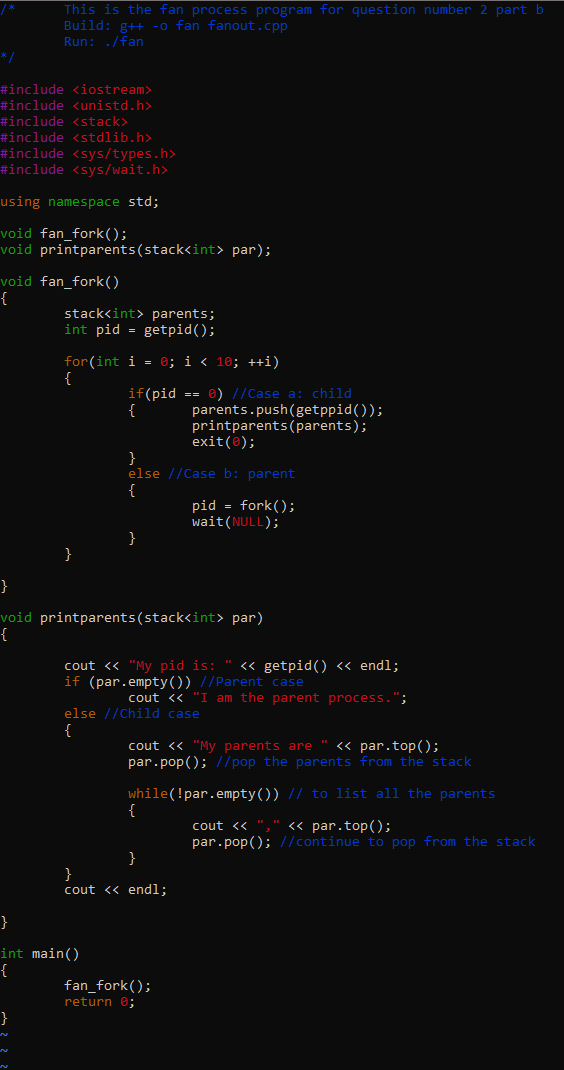 /*      This is the fan process program for question number 2 part b
        Build: g++ -o fan fanout.cpp
        Run: ./fan
*/
#include <iostream>
#include <unistd.h>
#include <stack>
#include <stdlib.h>
#include <sys/types.h>
#include <sys/wait.h>
using namespace std;
void fan_fork();
void printparents(stack<int> par);
void fan_fork()
{
        stack<int> parents;
        int pid = getpid();
        for(int i = 0; i < 10; ++i)
        {
                if(pid == 0) //Case a: child
                {       parents.push(getppid());
                        printparents(parents);
                        exit(0);
                }
                else //Case b: parent
                {
                        pid = fork();
                        wait(NULL);
                }
        }
}
void printparents(stack<int> par)
{
        cout << "My pid is: " << getpid() << endl;
        if (par.empty()) //Parent case
                cout << "I am the parent process.";
        else //Child case
        {
                cout << "My parents are " << par.top();
                par.pop(); //pop the parents from the stack
                while(!par.empty()) // to list all the parents
                {
                        cout << "," << par.top();
                        par.pop(); //continue to pop from the stack
                }
        }
        cout << endl;
}
int main()
{
        fan_fork();
        return 0;
}
~
~
~